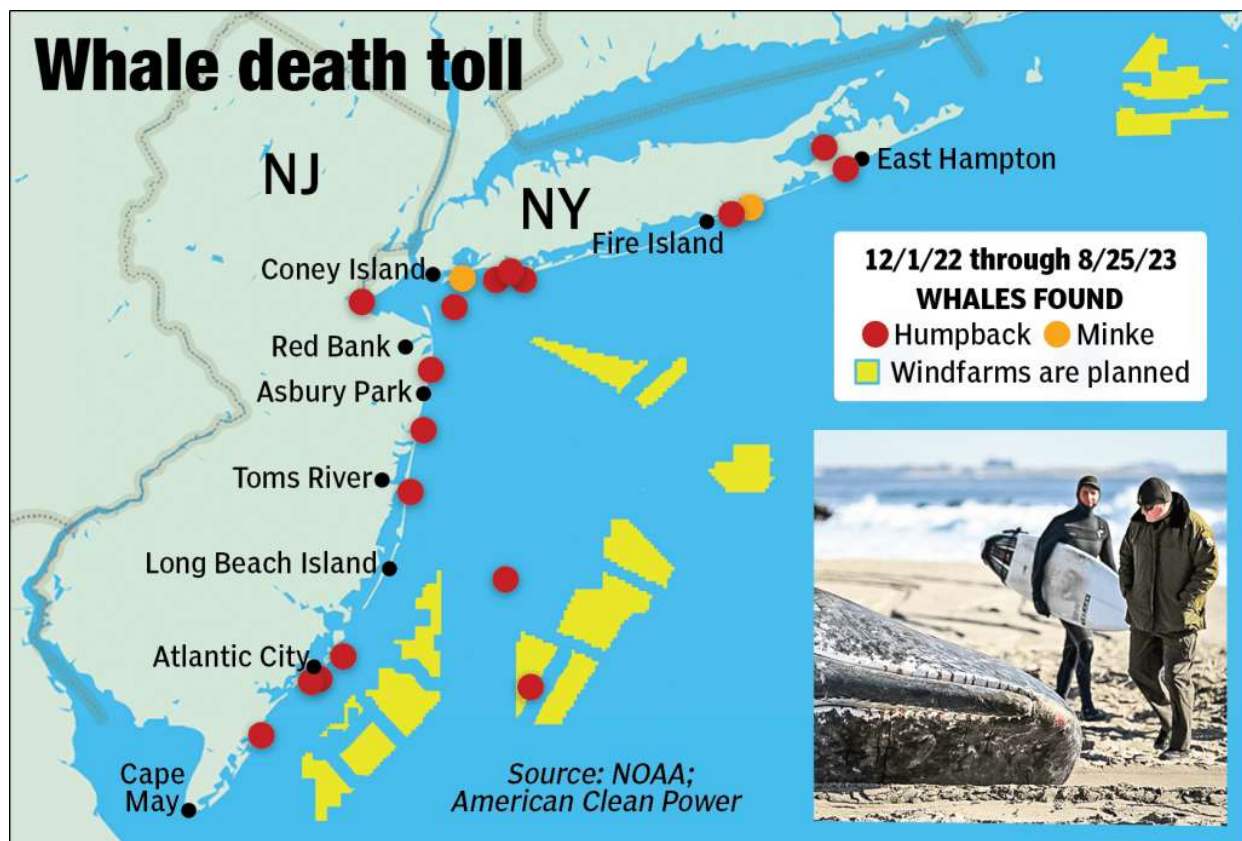 Whale death toll
NJ
NY
East Hampton
Fire Island
Coney Island
12/1/22 through 8/25/23
WHALES FOUND
Humpback
Minke
Windfarms are planned
Red Bank
Asbury Park
Toms River
Long Beach Island
Atlantic City
Cape
May
Source: NOAA;
American Clean Power